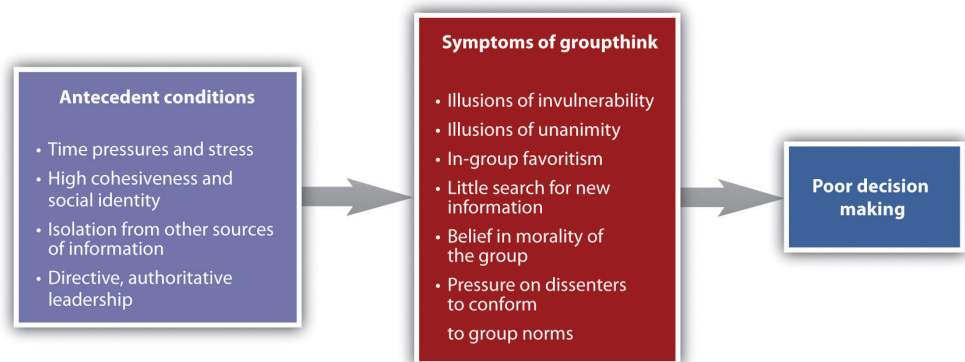 Antecedent conditions
• Time pressures and stress
• High cohesiveness and
social identity
• Isolation from other sources
of information
• Directive, authoritative
leadership
Symptoms of groupthink
• Illusions of invulnerability
• Illusions of unanimity
• In-group favoritism
• Little search for new
information
• Belief in morality of
the group
• Pressure on dissenters
to conform
to group norms
Poor decision
making